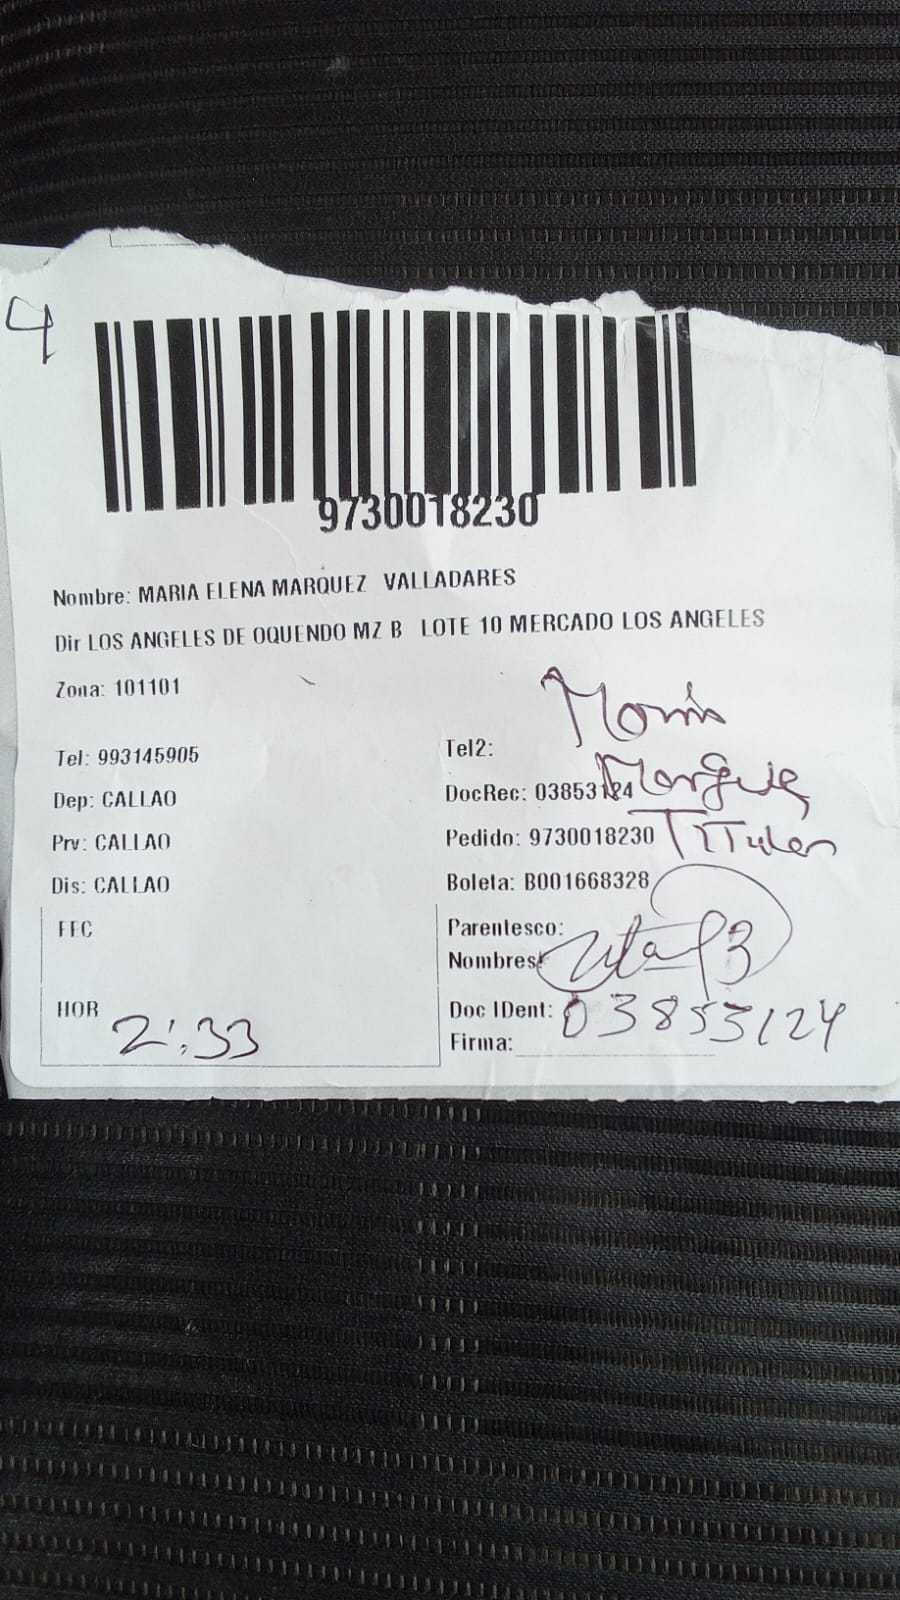 4
9730018230
Nombre: MARIA ELENA MARQUEZ VALLADARES
Dir LOS ANGELES DE OQUENDO MZ B LOTE 10 MERCADO LOS ANGELES
Zona: 101101
Tel: 993145905
Tel2:
Dep: CALLAO
DocRec: 03853124
Prv: CALLAO
Pedido: 9730018230
Titular
Dis: CALLAO
Boleta: B001668328
FEC
Parentesco:
Nombres:
HOR 2:33
Doc IDent: 03853124
Firma: